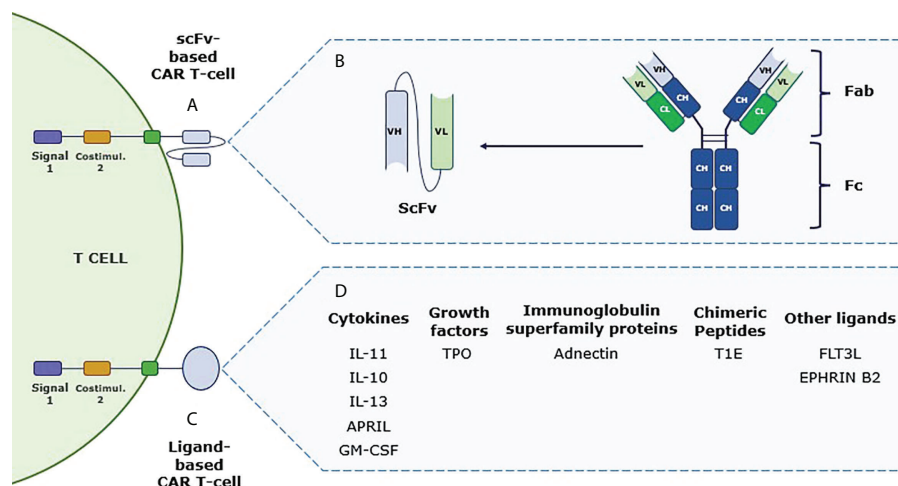 scFv-
based
CAR T-cell
A
Signal
1
Costimul.
2
T CELL
B
VH
VL
ScFv
VH
VL
CH
CL
VH
VL
CH
CL
CH
CH
CH
CH
Fab
Fc
Signal
1
Costimul.
2
C
Ligand-
based
CAR T-cell
D
Cytokines
IL-11
IL-10
IL-13
APRIL
GM-CSF
Growth
factors
TPO
Immunoglobulin
superfamily proteins
Adnectin
Chimeric
Peptides
T1E
Other ligands
FLT3L
EPHRIN B2